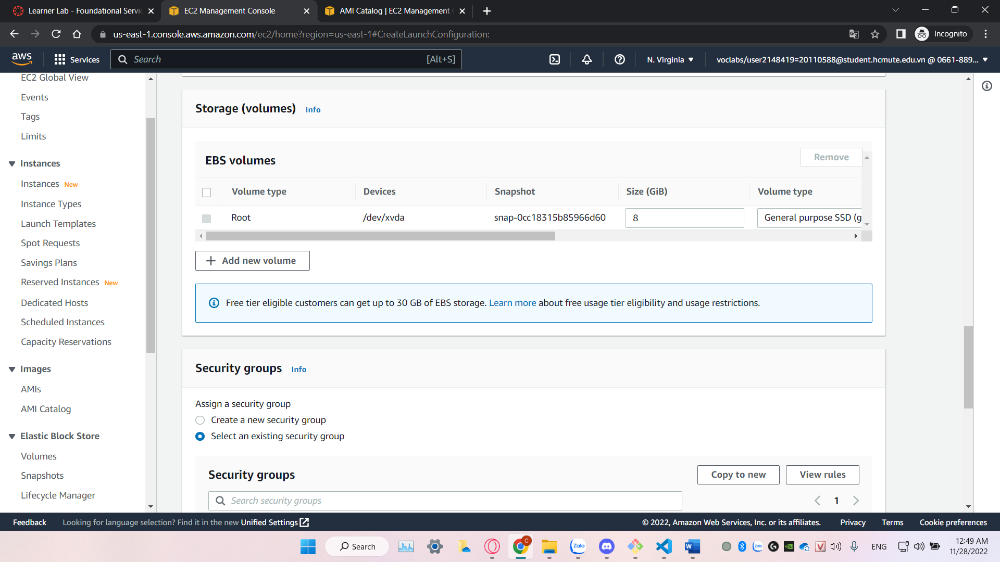 Learner Lab - Foundational Servic
EC2 Management Console
AMI Catalog | EC2 Management C
us-east-1.console.aws.amazon.com/ec2/home?region=us-east-1#CreateLaunchConfiguration:
Incognito
aws
Services
Search
[Alt+S]
N. Virginia
voclabs/user2148419=20110588@student.hcmute.edu.vn @ 0661-889...
EC2 Global View
Events
Tags
Limits
Instances
Instances New
Instance Types
Launch Templates
Spot Requests
Savings Plans
Reserved Instances New
Dedicated Hosts
Scheduled Instances
Capacity Reservations
Images
AMIs
AMI Catalog
Elastic Block Store
Volumes
Snapshots
Lifecycle Manager
Storage (volumes) Info
EBS volumes
Remove
Volume type Devices Snapshot Size (GiB) Volume type
Root /dev/xvda snap-0cc18315b85966d60 8 General purpose SSD (g
Add new volume
Free tier eligible customers can get up to 30 GB of EBS storage. Learn more about free usage tier eligibility and usage restrictions.
Security groups Info
Assign a security group
Create a new security group
Select an existing security group
Security groups
Copy to new
View rules
Search security groups
1
Feedback
Looking for language selection? Find it in the new Unified Settings
© 2022, Amazon Web Services, Inc. or its affiliates.
Privacy
Terms
Cookie preferences
Search
C
Zalo
W
Zalo
V
ENG
12:49 AM
11/28/2022